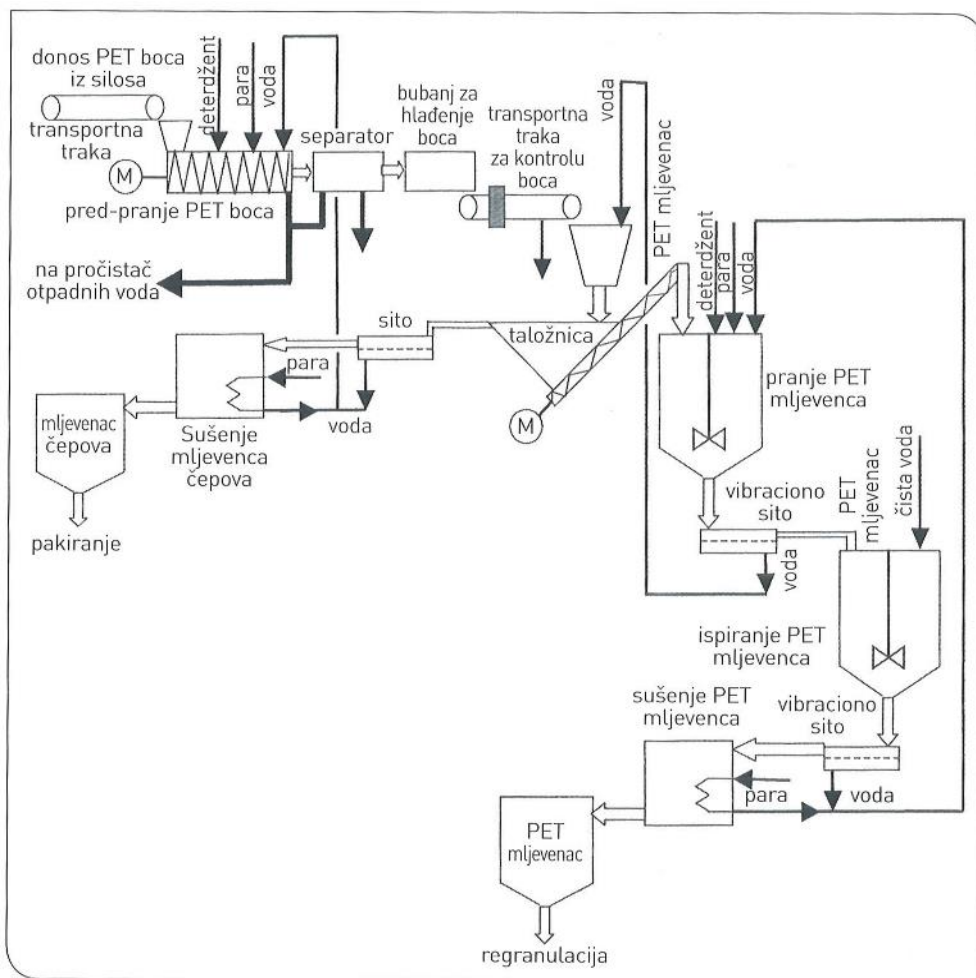 donos PET boca
iz silosa
transportna
traka
M
pred-pranje PET boca
deterdžent
para
voda
separator
bubanj za
hlađenje boca
transportna
traka
za kontrolu
boca
voda
PET mljevenac
na pročistač
otpadnih voda
sito
taložnica
M
deterdžent
para
voda
pranje PET
mljevenca
para
voda
Sušenje
mljevenca
čepova
mljevenac
čepova
pakiranje
vibraciono
sito
voda
PET
mljevenac
čista voda
ispiranje PET
mljevenca
vibraciono
sito
sušenje PET
mljevenca
para
voda
PET
mljevenac
regranulacija